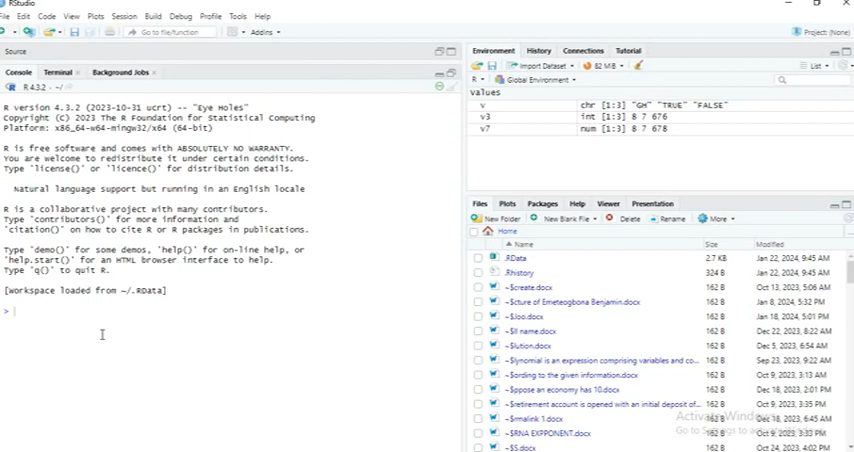 RStudio
File Edit Code View Plots Session Build Debug Profile Tools Help
Go to file/function Addins Project: (None)
Source
Console Terminal Background Jobs
R 4.3.2 · ~/
R version 4.3.2 (2023-10-31 ucrt) -- "Eye Holes"
Copyright (C) 2023 The R Foundation for Statistical Computing
Platform: x86_64-w64-mingw32/x64 (64-bit)
R is free software and comes with ABSOLUTELY NO WARRANTY.
You are welcome to redistribute it under certain conditions.
Type 'license()' or 'licence()' for distribution details.
Natural language support but running in an English locale
R is a collaborative project with many contributors.
Type 'contributors()' for more information and
'citation()' on how to cite R or R packages in publications.
Type 'demo()' for some demos, 'help()' for on-line help, or
'help.start()' for an HTML browser interface to help.
Type 'q()' to quit R.
[Workspace loaded from ~/.RData]
>
Environment History Connections Tutorial
Import Dataset 82 MiB List
R Global Environment
values
v chr [1:3] "GM" "TRUE" "FALSE"
v3 int [1:3] 8 7 676
v7 num [1:3] 8 7 678
Files Plots Packages Help Viewer Presentation
New Folder New Blank File Delete Rename More
Home
Name Size Modified
.RData 2.7 KB Jan 22, 2024, 9:45 AM
.Rhistory 324 B Jan 22, 2024, 9:45 AM
~$create.docx 162 B Oct 13, 2023, 5:06 AM
~$cture of Emeteogbona Benjamin.docx 162 B Jan 8, 2024, 5:32 PM
~$Joo.docx 162 B Jan 18, 2024, 5:01 PM
~$ll name.docx 162 B Dec 22, 2023, 8:22 AM
~$lution.docx 162 B Dec 5, 2023, 6:54 AM
~$lynomial is an expression comprising variables and co... 162 B Sep 23, 2023, 9:22 AM
~$ording to the given information.docx 162 B Oct 9, 2023, 3:13 AM
~$ppose an economy has 10.docx 162 B Dec 18, 2023, 2:01 PM
~$retirement account is opened with an initial deposit of... 162 B Oct 9, 2023, 3:35 PM
~$rmalink 1.docx 162 B Dec 18, 2023, 6:45 AM
~$RNA EXPPONENT.docx 162 B Oct 9, 2023, 3:33 PM
~$S.docx 162 B Oct 24, 2023, 4:02 PM
Activate Windows
Go to Settings to activate